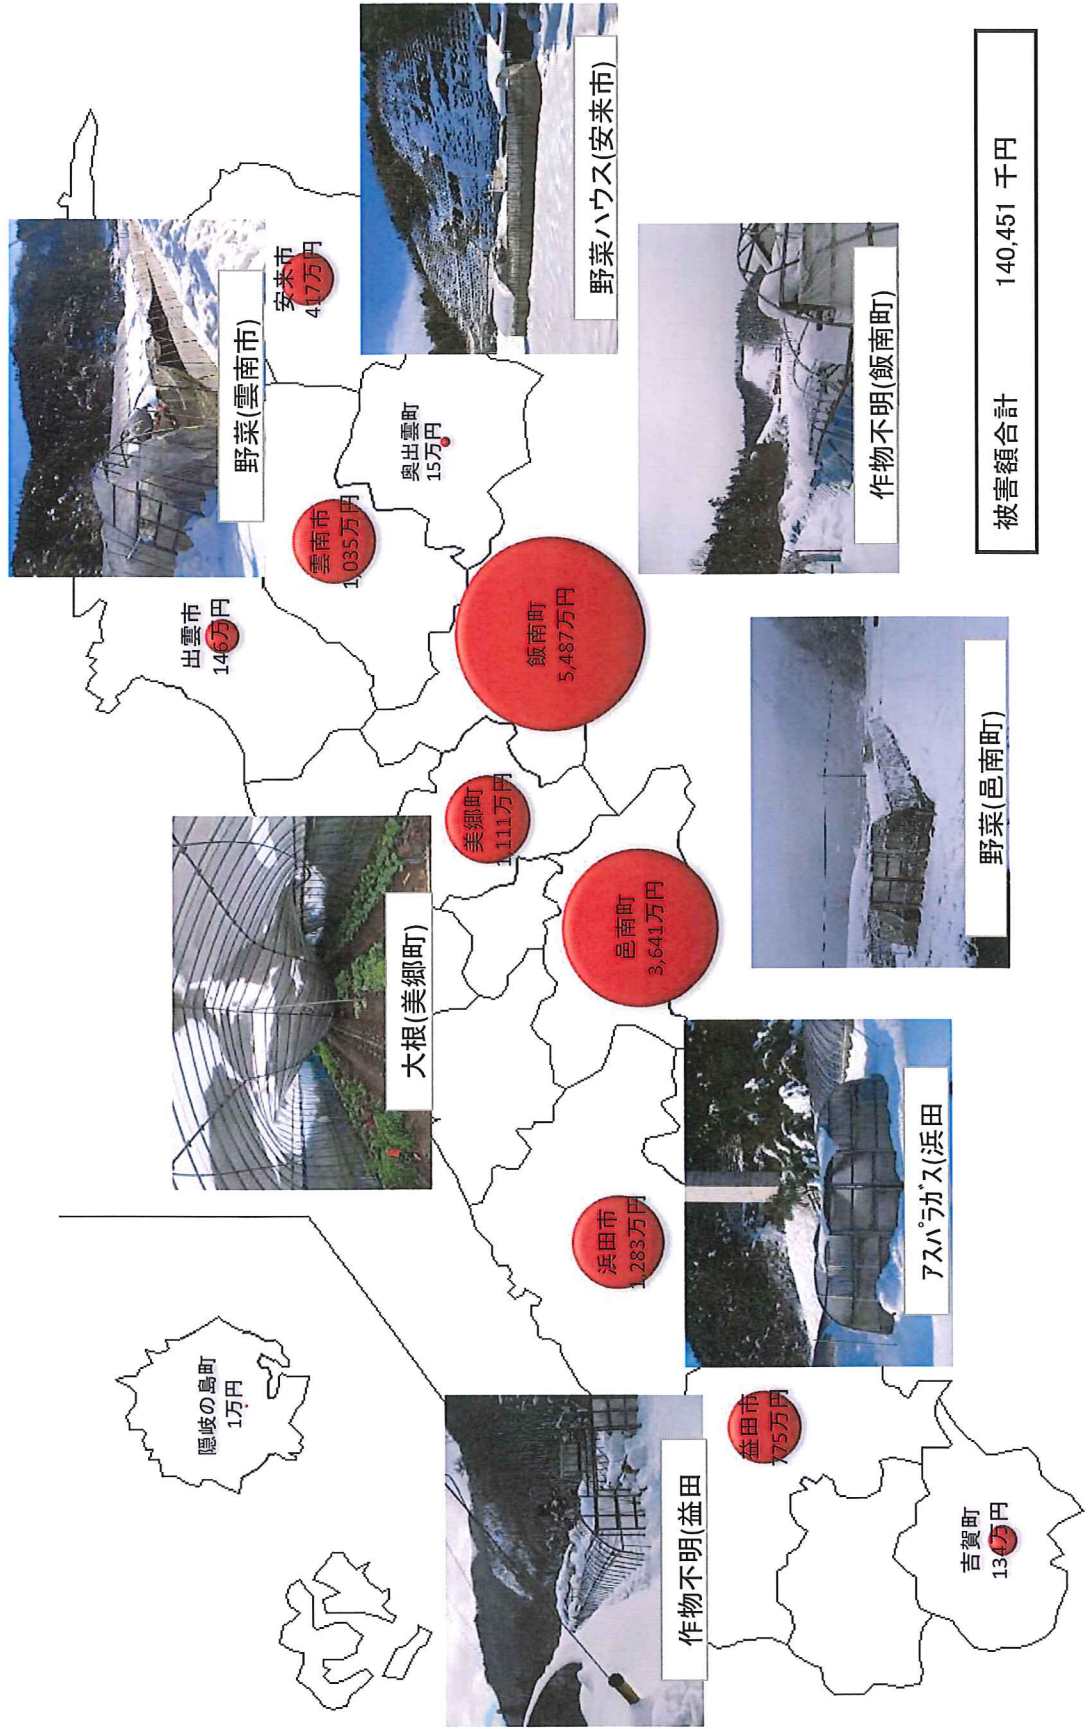 出雲市
146万円
隠岐の島町
1万円
野菜(雲南市)
安来市
417万円
雲南市
1,035万円
奥出雲町
15万円
大根(美郷町)
美郷町
1,111万円
飯南町
5,487万円
野菜ハウス(安来市)
浜田市
1,283万円
邑南町
3,641万円
作物不明(益田
益田市
775万円
作物不明(飯南町)
ｱｽﾊﾟﾗｶﾞｽ(浜田
吉賀町
134万円
野菜(邑南町)
被害額合計 140,451 千円